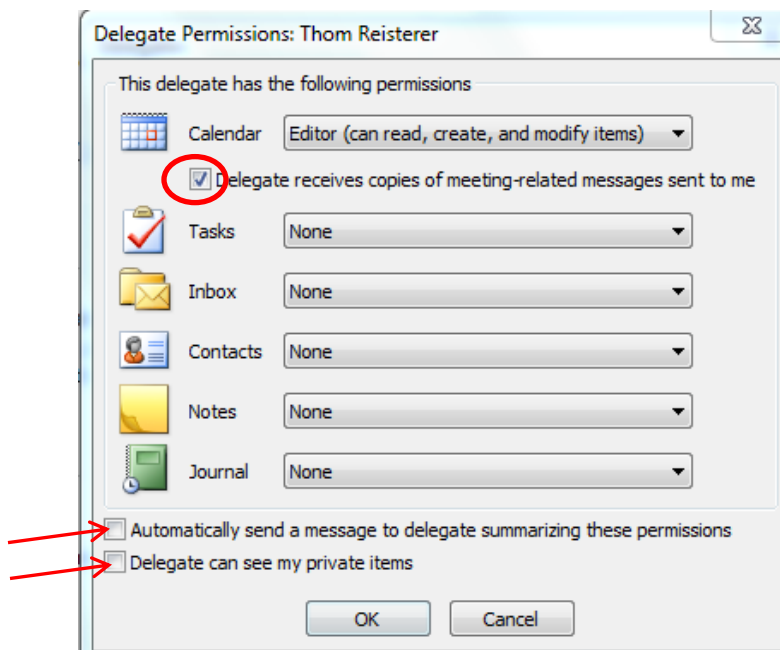 Delegate Permissions: Thom Reisterer
This delegate has the following permissions
Calendar Editor (can read, create, and modify items)
Delegate receives copies of meeting-related messages sent to me
Tasks None
Inbox None
Contacts None
Notes None
Journal None
Automatically send a message to delegate summarizing these permissions
Delegate can see my private items
OK Cancel